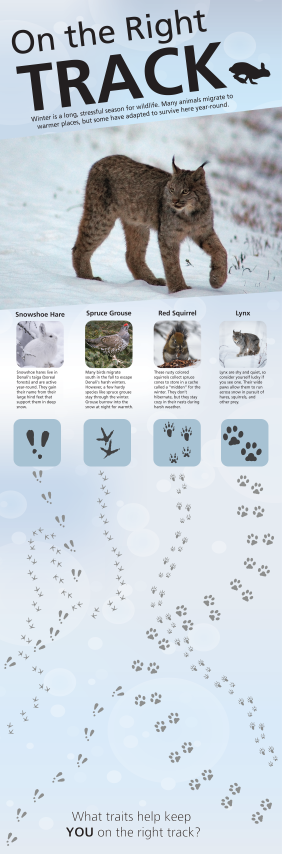 On the Right
TRACK
Winter is a long, stressful season for wildlife. Many animals migrate to
warmer places, but some have adapted to survive here year-round.
Snowshoe Hare
Snowshoe hares live in
Denali's taiga (boreal
forests) and are active
year-round. They gain
their name from their
large hind feet that
support them in deep
snow.
Spruce Grouse
Many birds migrate
south in the fall to escape
Denali's harsh winters.
However, a few hardy
species like spruce grouse
stay through the winter.
Grouse burrow into the
snow at night for warmth.
Red Squirrel
These rusty colored
squirrels collect spruce
cones to store in a cache
called a "midden" for the
winter. They don't
hibernate, but they stay
cozy in their nests during
harsh weather.
Lynx
Lynx are shy and quiet, so
consider yourself lucky if
you see one. Their wide
paws allow them to run
across snow in pursuit of
hares, squirrels, and
other prey.
What traits help keep
YOU on the right track?